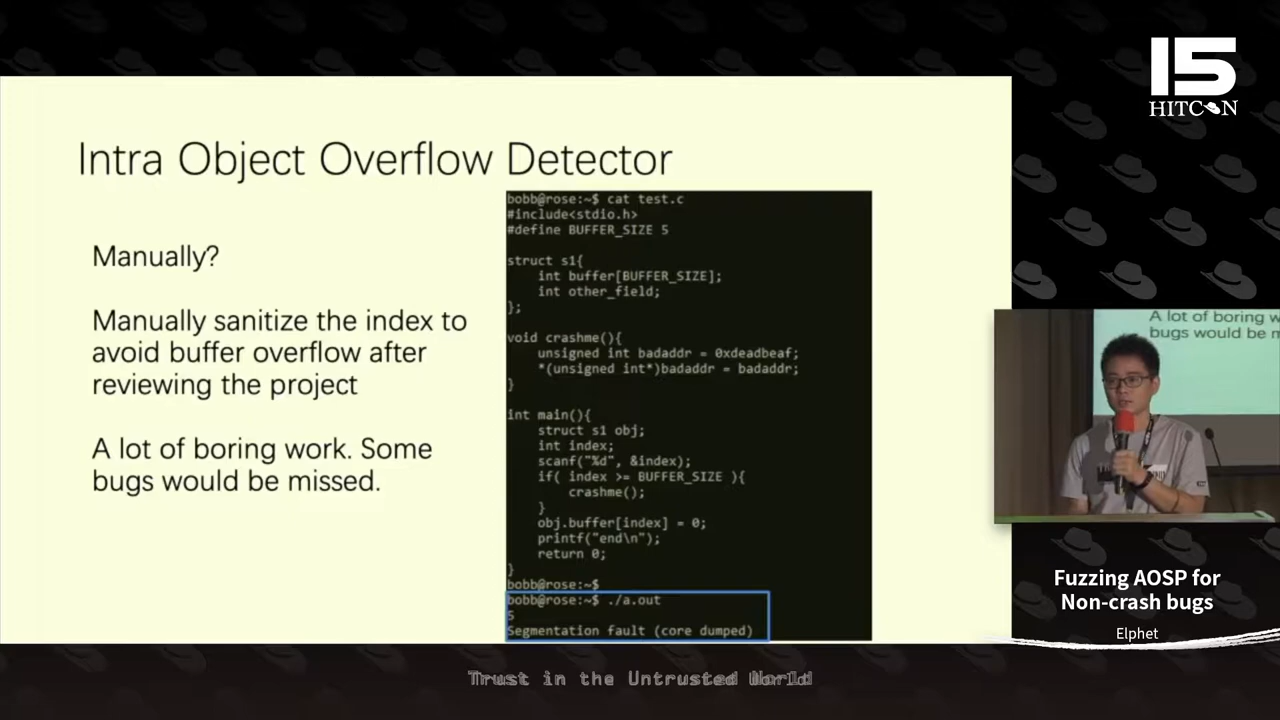 15
HITCON
Intra Object Overflow Detector
Manually?
Manually sanitize the index to
avoid buffer overflow after
reviewing the project
A lot of boring work. Some
bugs would be missed.
bobb@rose:~$ cat test.c
#include<stdio.h>
#define BUFFER_SIZE 5
struct s1{
int buffer[BUFFER_SIZE];
int other_field;
};
void crashme(){
unsigned int badaddr = 0xdeadbeaf;
*(unsigned int*)badaddr = badaddr;
}
int main(){
struct s1 obj;
int index;
scanf("%d", &index);
if( index >= BUFFER_SIZE ){
crashme();
}
obj.buffer[index] = 0;
printf("end\n");
return 0;
}
bobb@rose:~$
bobb@rose:~$ ./a.out
5
Segmentation fault (core dumped)
A lot of boring w
bugs would be m
Fuzzing AOSP for
Non-crash bugs
Elphet
Trust in the Untrusted World